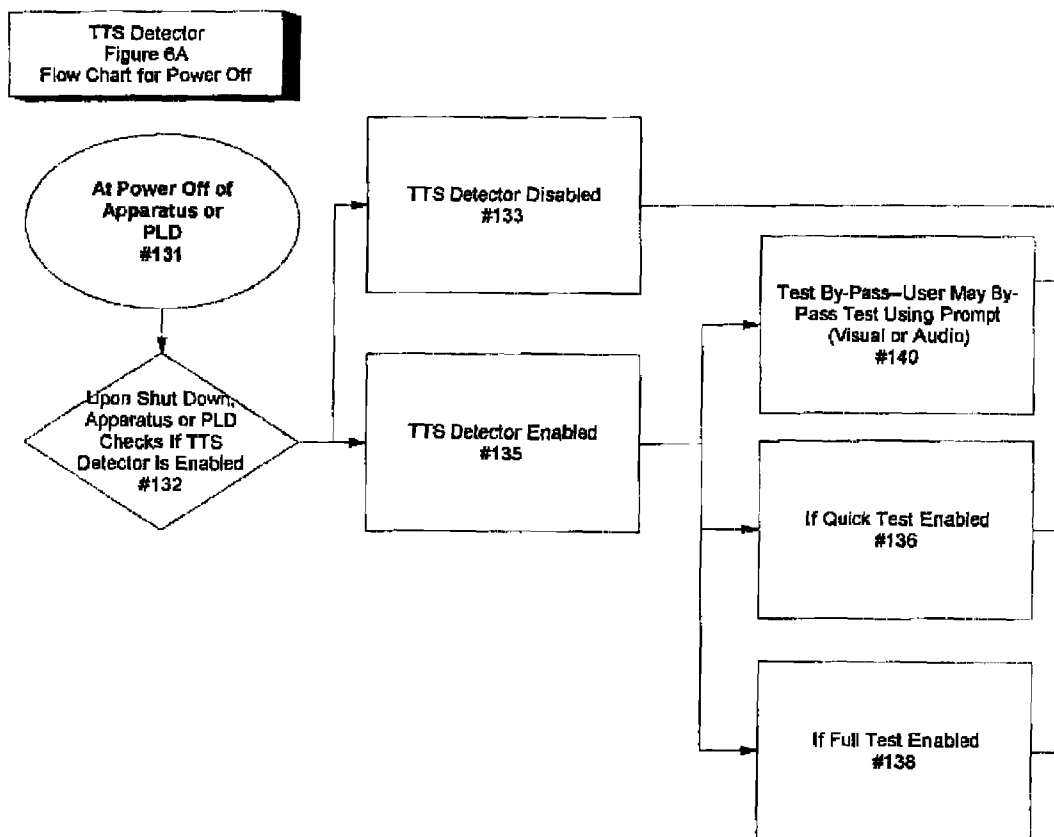 TTS Detector
Figure 6A
Flow Chart for Power Off
At Power Off of
Apparatus or
PLD
#131
Upon Shut Down,
Apparatus or PLD
Checks If TTS
Detector Is Enabled
#132
TTS Detector Disabled
#133
TTS Detector Enabled
#135
Test By-Pass--User May By-
Pass Test Using Prompt
(Visual or Audio)
#140
If Quick Test Enabled
#136
If Full Test Enabled
#138